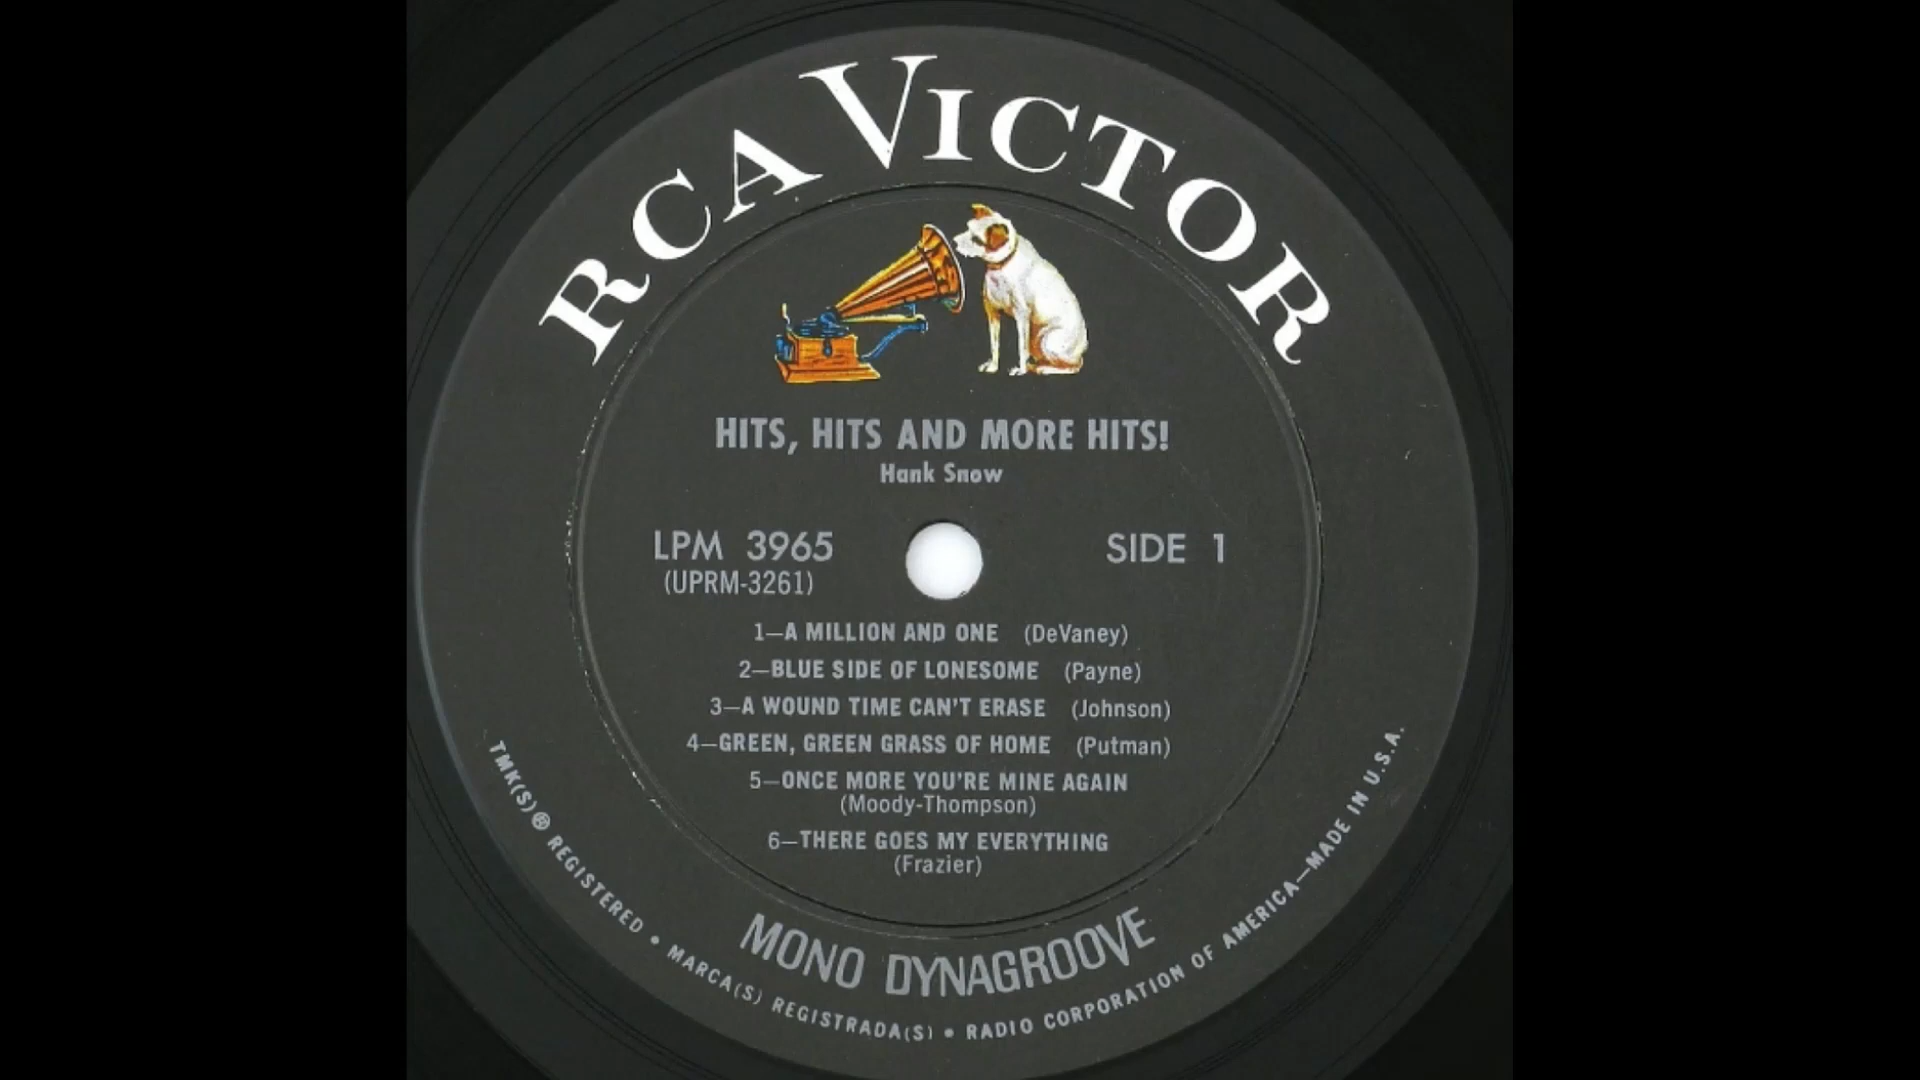 RCA VICTOR
HITS, HITS AND MORE HITS!
Hank Snow
LPM 3965
(UPRM-3261)
SIDE 1
1—A MILLION AND ONE (DeVaney)
2—BLUE SIDE OF LONESOME (Payne)
3—A WOUND TIME CAN'T ERASE (Johnson)
4—GREEN, GREEN GRASS OF HOME (Putman)
5—ONCE MORE YOU'RE MINE AGAIN
(Moody-Thompson)
6—THERE GOES MY EVERYTHING
(Frazier)
MONO DYNAGROOVE
TMK(S) ® REGISTERED • MARCA(S) REGISTRADA(S) • RADIO CORPORATION OF AMERICA—MADE IN U.S.A.